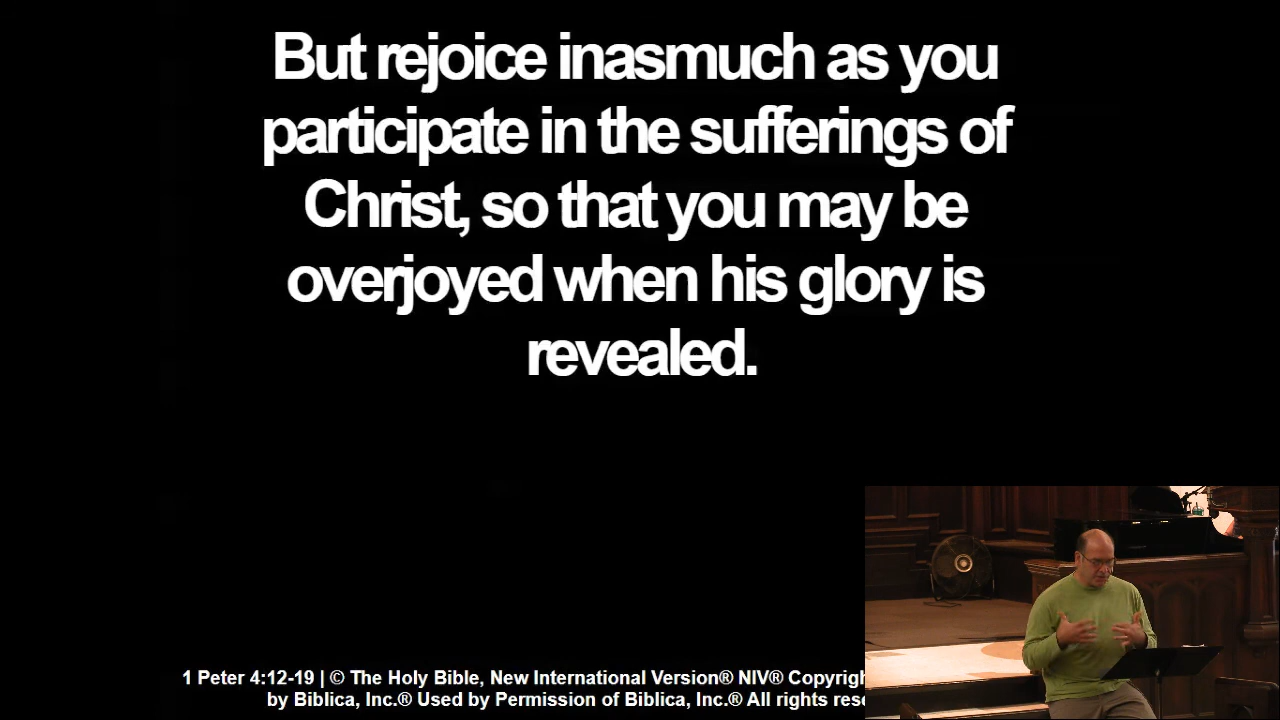 But rejoice inasmuch as you
participate in the sufferings of
Christ, so that you may be
overjoyed when his glory is
revealed.
1 Peter 4:12-19 | © The Holy Bible, New International Version® NIV®
by Biblica, Inc.® Used by Permission of Biblica, Inc.® All rights